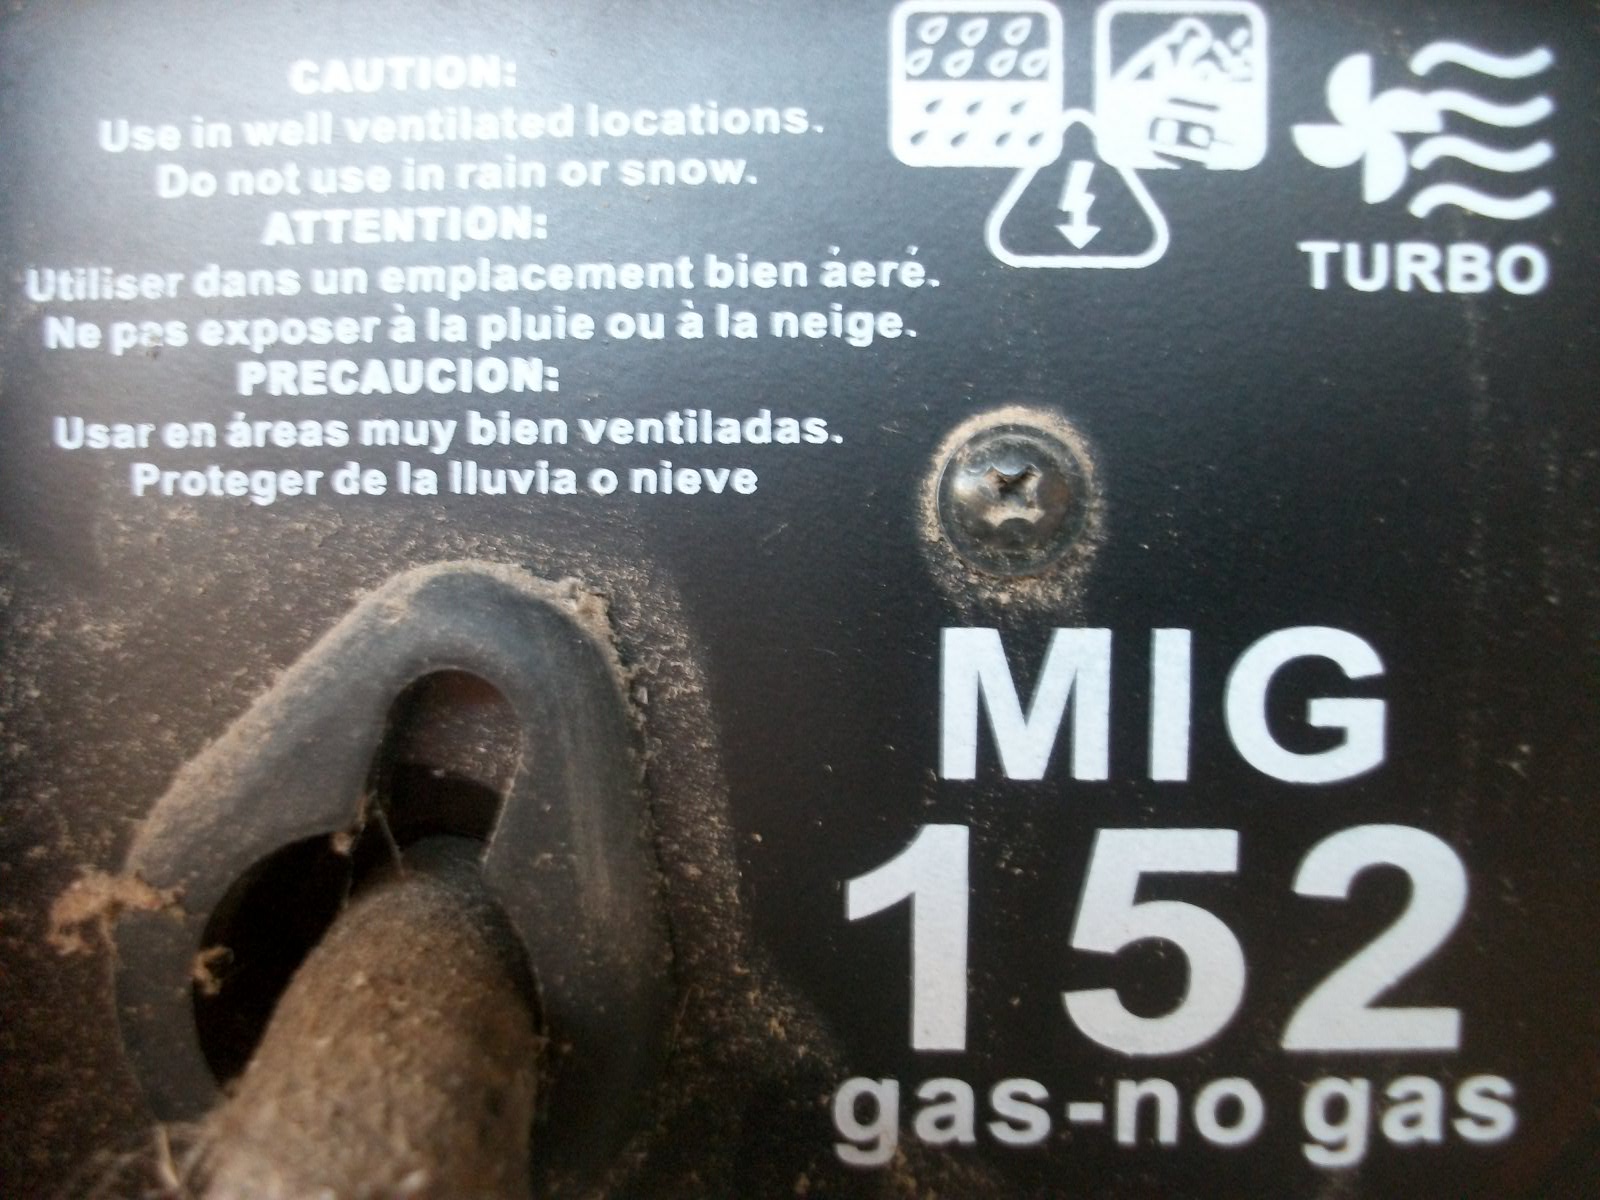 CAUTION:
Use in well ventilated locations.
Do not use in rain or snow.
ATTENTION:
Utiliser dans un emplacement bien áeré.
Ne pas exposer à la pluie ou à la neige.
PRECAUCION:
Usar en áreas muy bien ventiladas.
Proteger de la lluvia o nieve
TURBO
MIG
152
gas-no gas